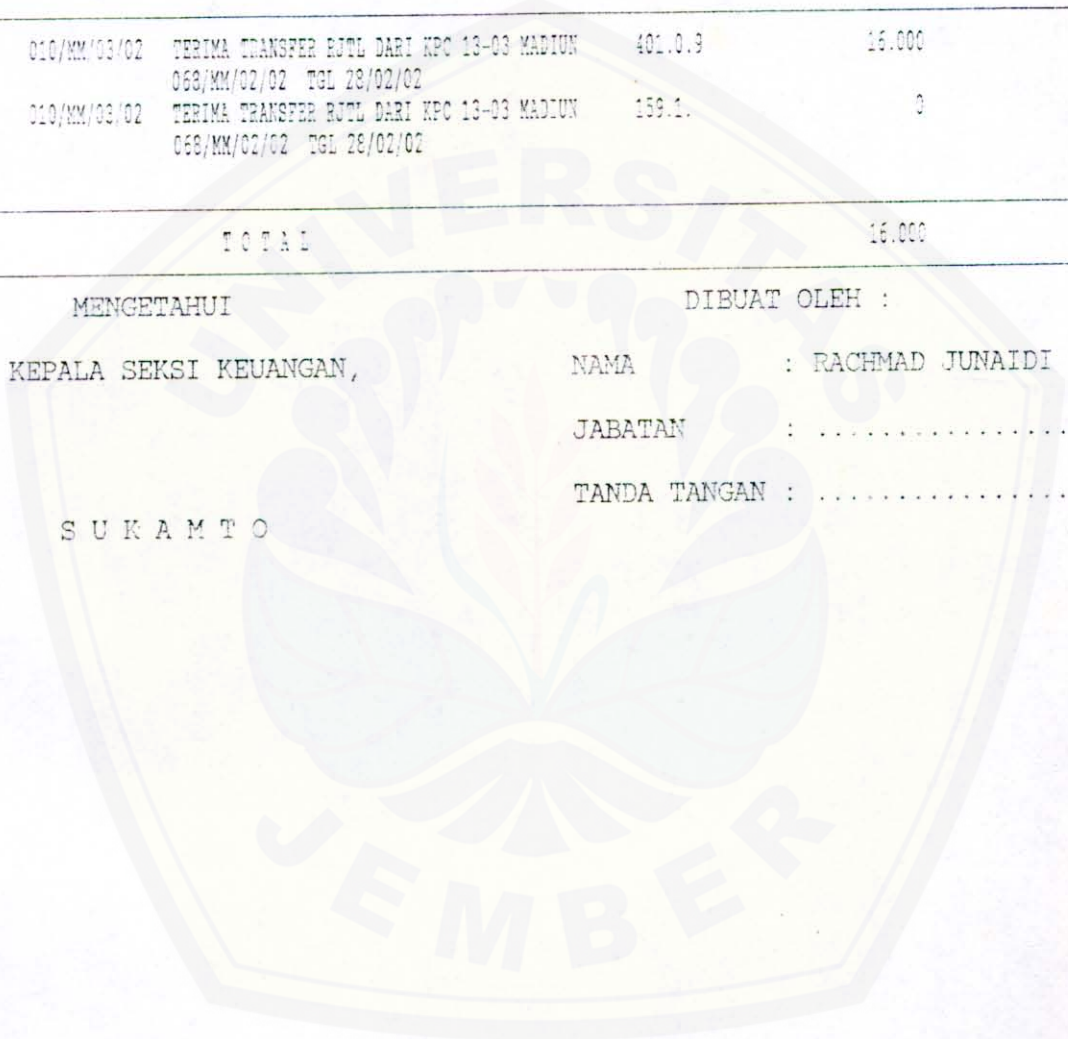 010/MM/03/02 TERIMA TRANSFER RJTL DARI KPC 13-03 MADIUN 401.0.9 16.000
068/MM/02/02 TGL 28/02/02
010/MM/03/02 TERIMA TRANSFER RJTL DARI KPC 13-03 MADIUN 159.1. 0
068/MM/02/02 TGL 28/02/02
T O T A L 16.000
MENGETAHUI DIBUAT OLEH :
KEPALA SEKSI KEUANGAN, NAMA : RACHMAD JUNAIDI
JABATAN : ................
TANDA TANGAN : ................
S U K A M T O
UNIVERSITAS
JEMBER